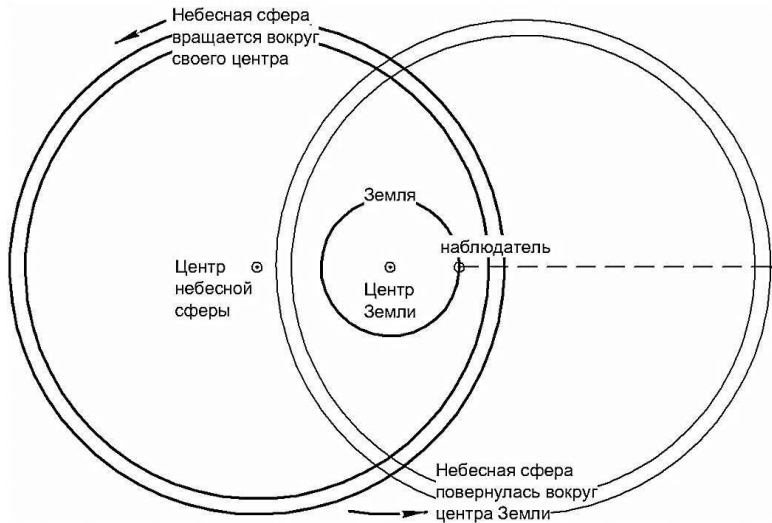 Небесная сфера
вращается вокруг
своего центра
Земля
наблюдатель
Центр
небесной
сферы
Центр
Земли
Небесная сфера
повернулась вокруг
центра Земли